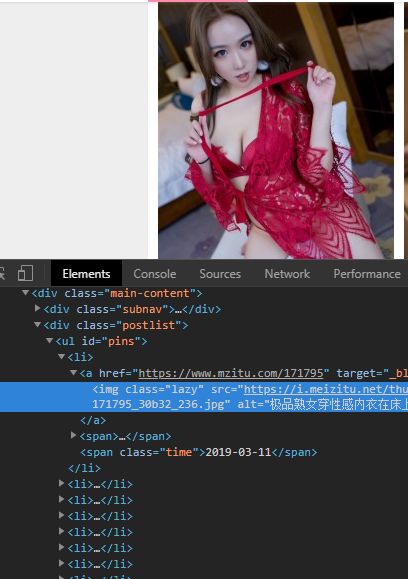 Elements Console Sources Network Performance
<div class="main-content">
<div class="subnav">…</div>
<div class="postlist">
<ul id="pins">
<li>
<a href="https://www.mzitu.com/171795" target="_bl
<img class="lazy" src="https://i.meizitu.net/thu
171795_30b32_236.jpg" alt="极品熟女穿性感内衣在床上
</a>
<span>…</span>
<span class="time">2019-03-11</span>
</li>
<li>…</li>
<li>…</li>
<li>…</li>
<li>…</li>
<li>…</li>
<li>…</li>